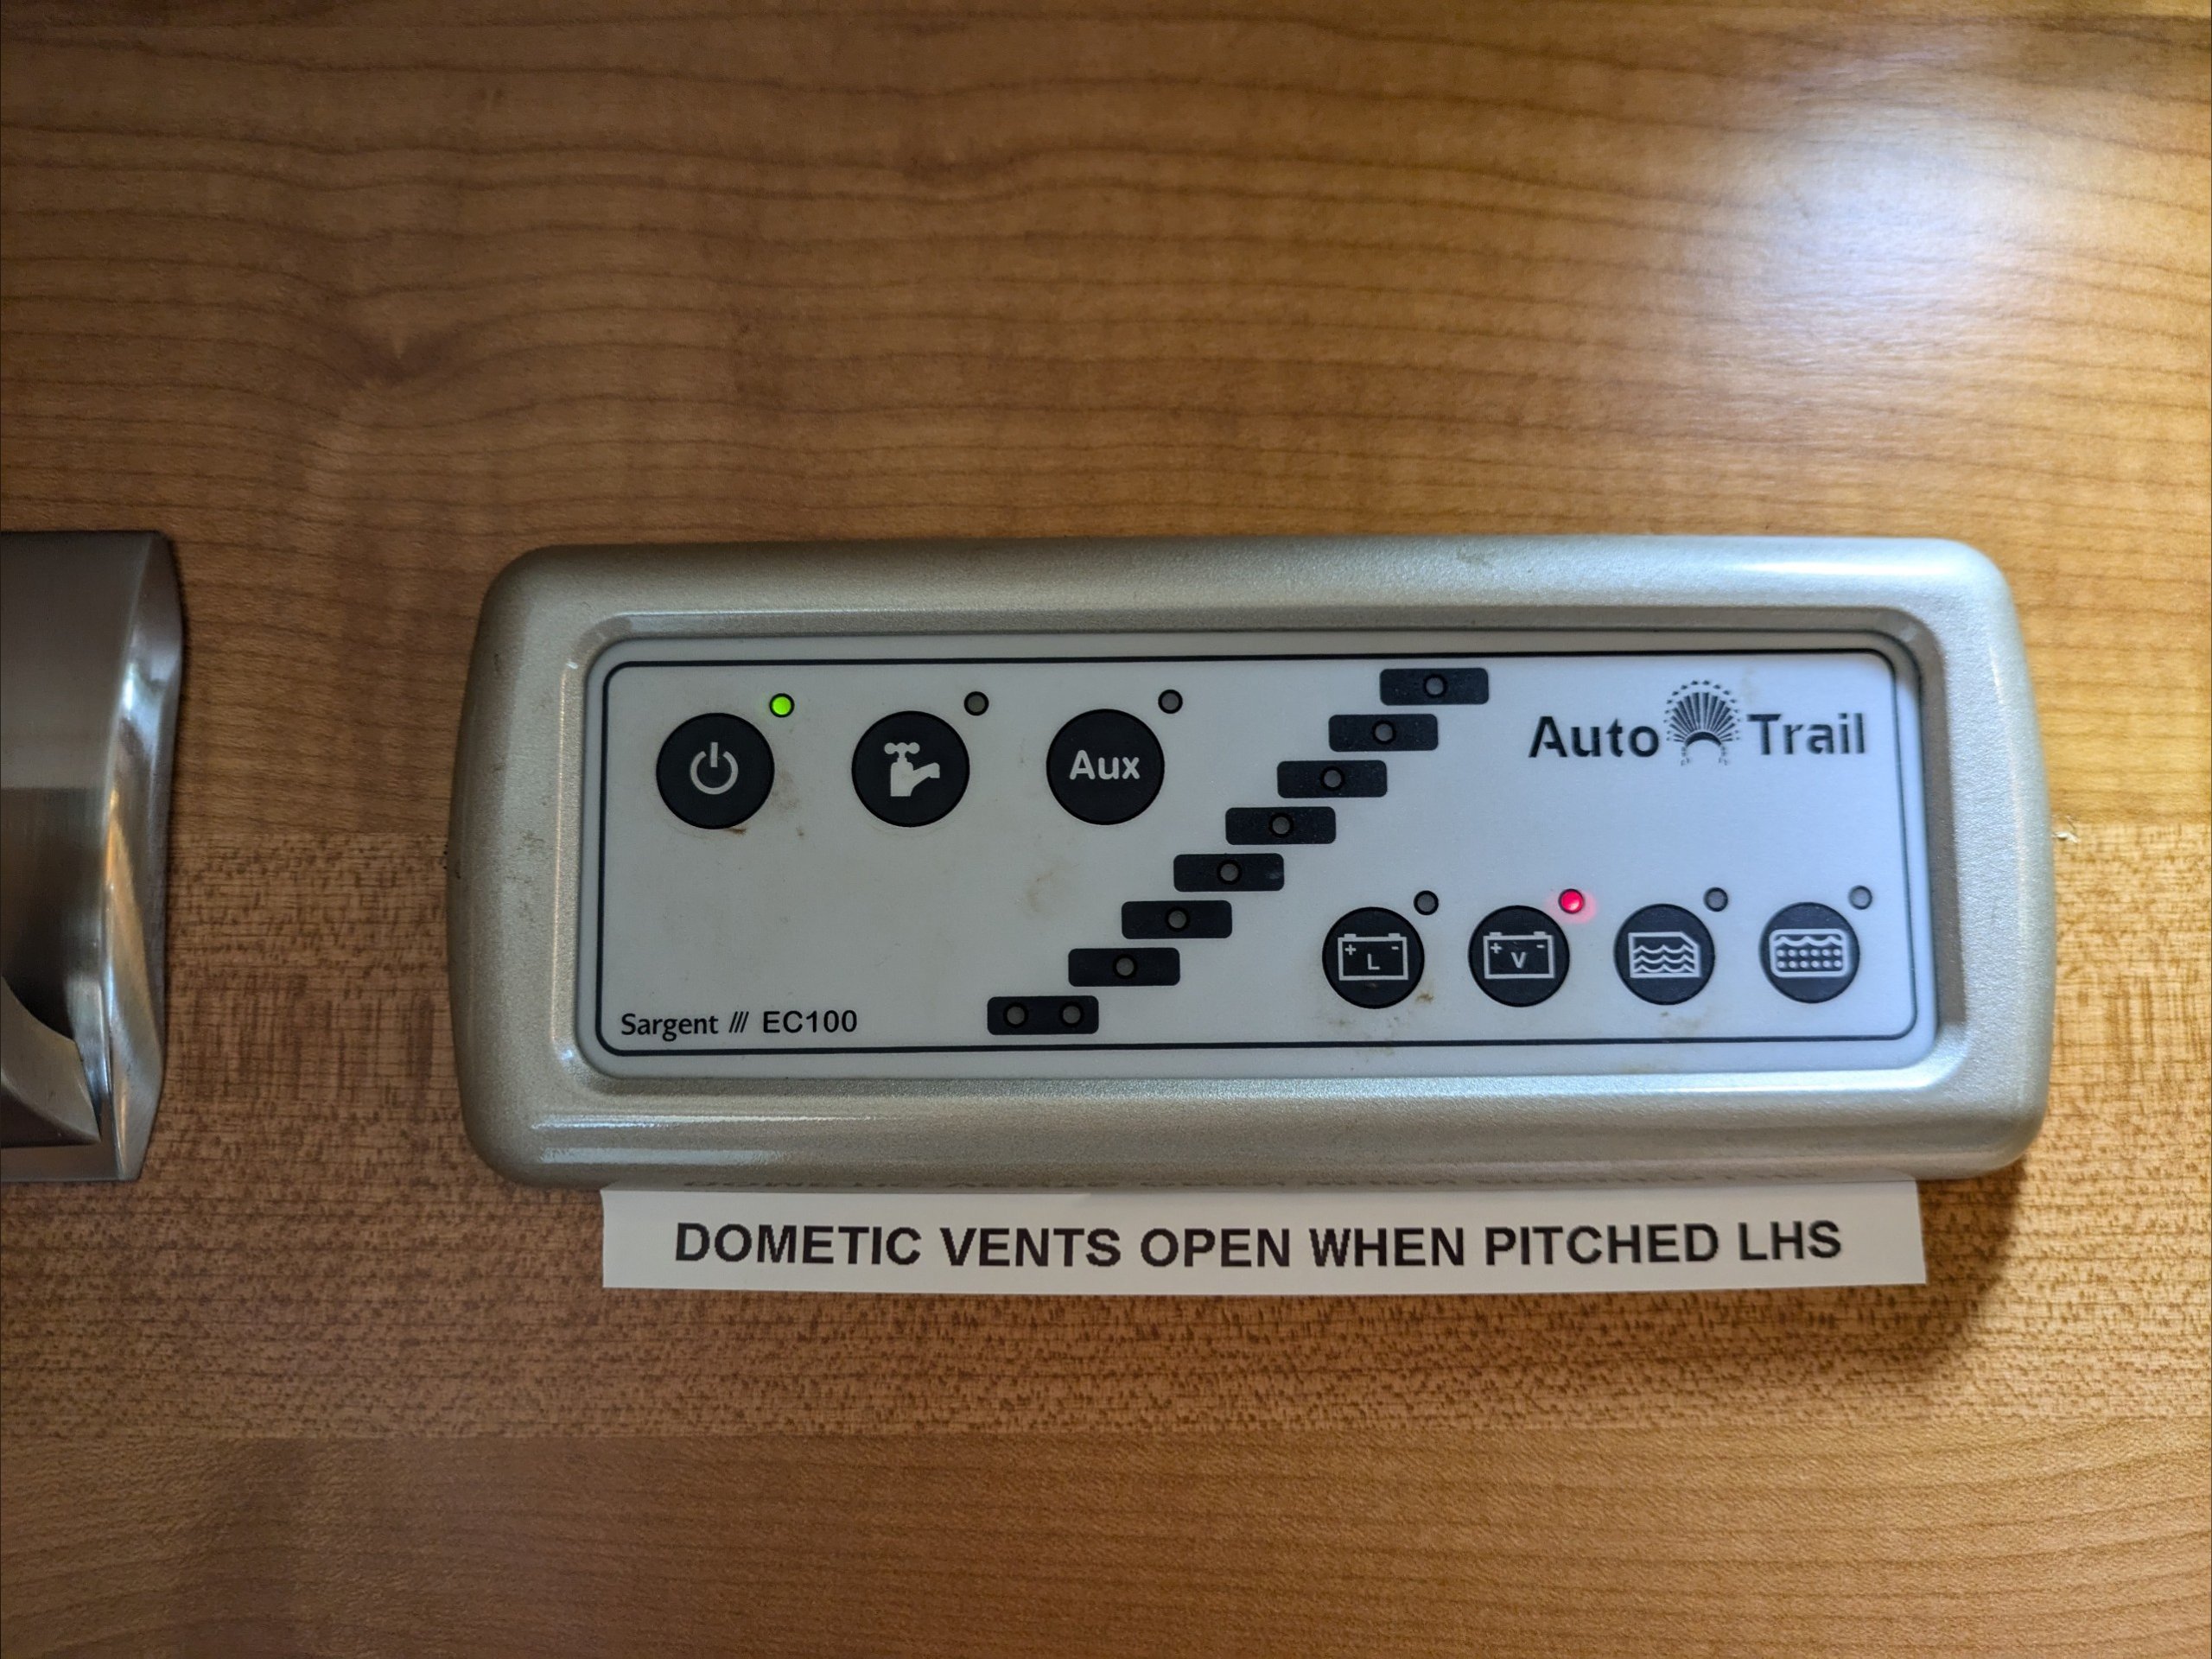 Auto Trail
Aux
L
V
Sargent /// EC100
DOMETIC VENTS OPEN WHEN PITCHED LHS